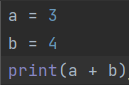 a = 3
b = 4
print(a + b)